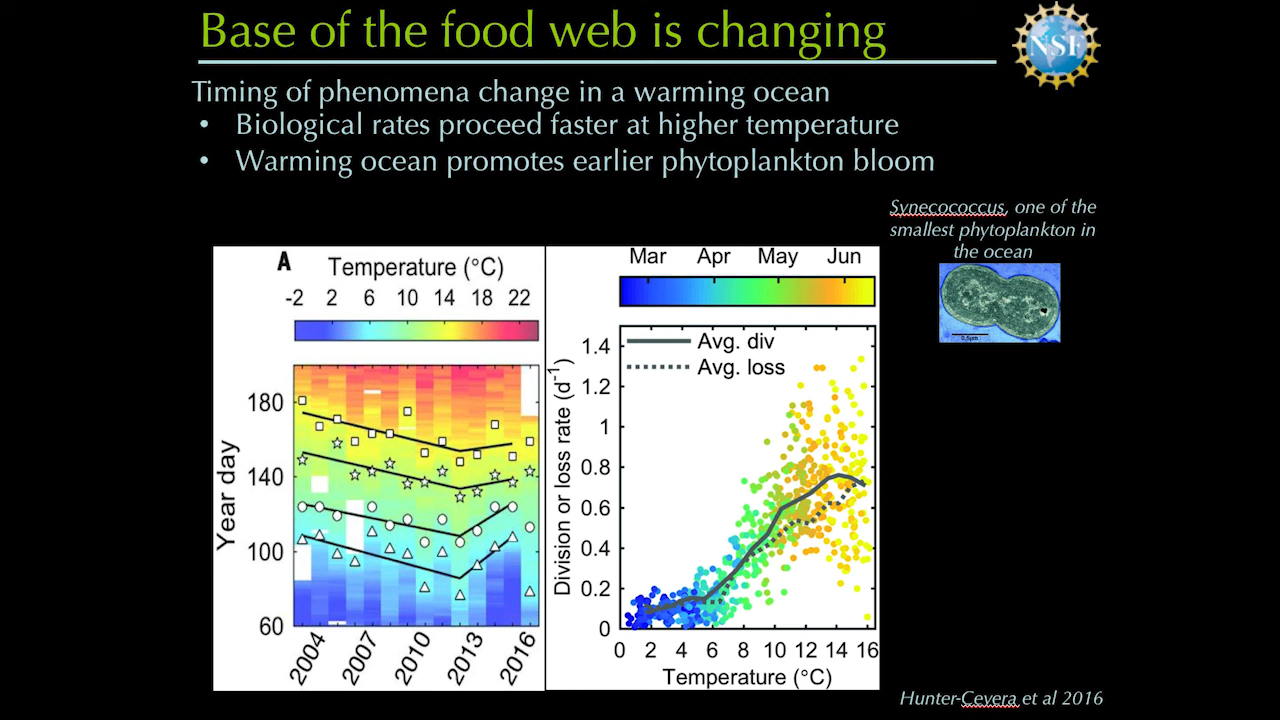 Base of the food web is changing
NSF
Timing of phenomena change in a warming ocean
• Biological rates proceed faster at higher temperature
• Warming ocean promotes earlier phytoplankton bloom
Synecococcus, one of the
smallest phytoplankton in
the ocean
0.5µm
A
Temperature (°C)
-2 2 6 10 14 18 22
Year day
180
140
100
60
2004 2007 2010 2013 2016
Mar Apr May Jun
Avg. div
Avg. loss
Division or loss rate (d-1)
1.4
1.2
1
0.8
0.6
0.4
0.2
0
0 2 4 6 8 10 12 14 16
Temperature (°C)
Hunter-Cevera et al 2016